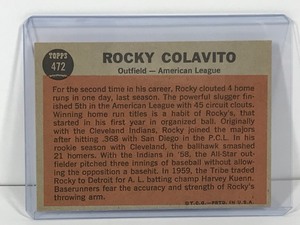 TOPPS
472
ROCKY COLAVITO
Outfield — American League
For the second time in his career, Rocky clouted 4 home
runs in one day, last season. The powerful slugger fin-
ished 5th in the American League with 45 circuit clouts.
Winning home run titles is a habit of Rocky's, that
started in his first year in organized ball. Originally
with the Cleveland Indians, Rocky joined the majors
after hitting .368 with San Diego in the P.C.L. In his
rookie season with Cleveland, the ballhawk smashed
21 homers. With the Indians in '58, the All-Star out-
fielder pitched three innings of baseball without al-
lowing the opposition a basehit. In 1959, the Tribe traded
Rocky to Detroit for A. L. batting champ Harvey Kuenn.
Baserunners fear the accuracy and strength of Rocky's
throwing arm.
©T.C.G.—PRTD. IN U.S.A.